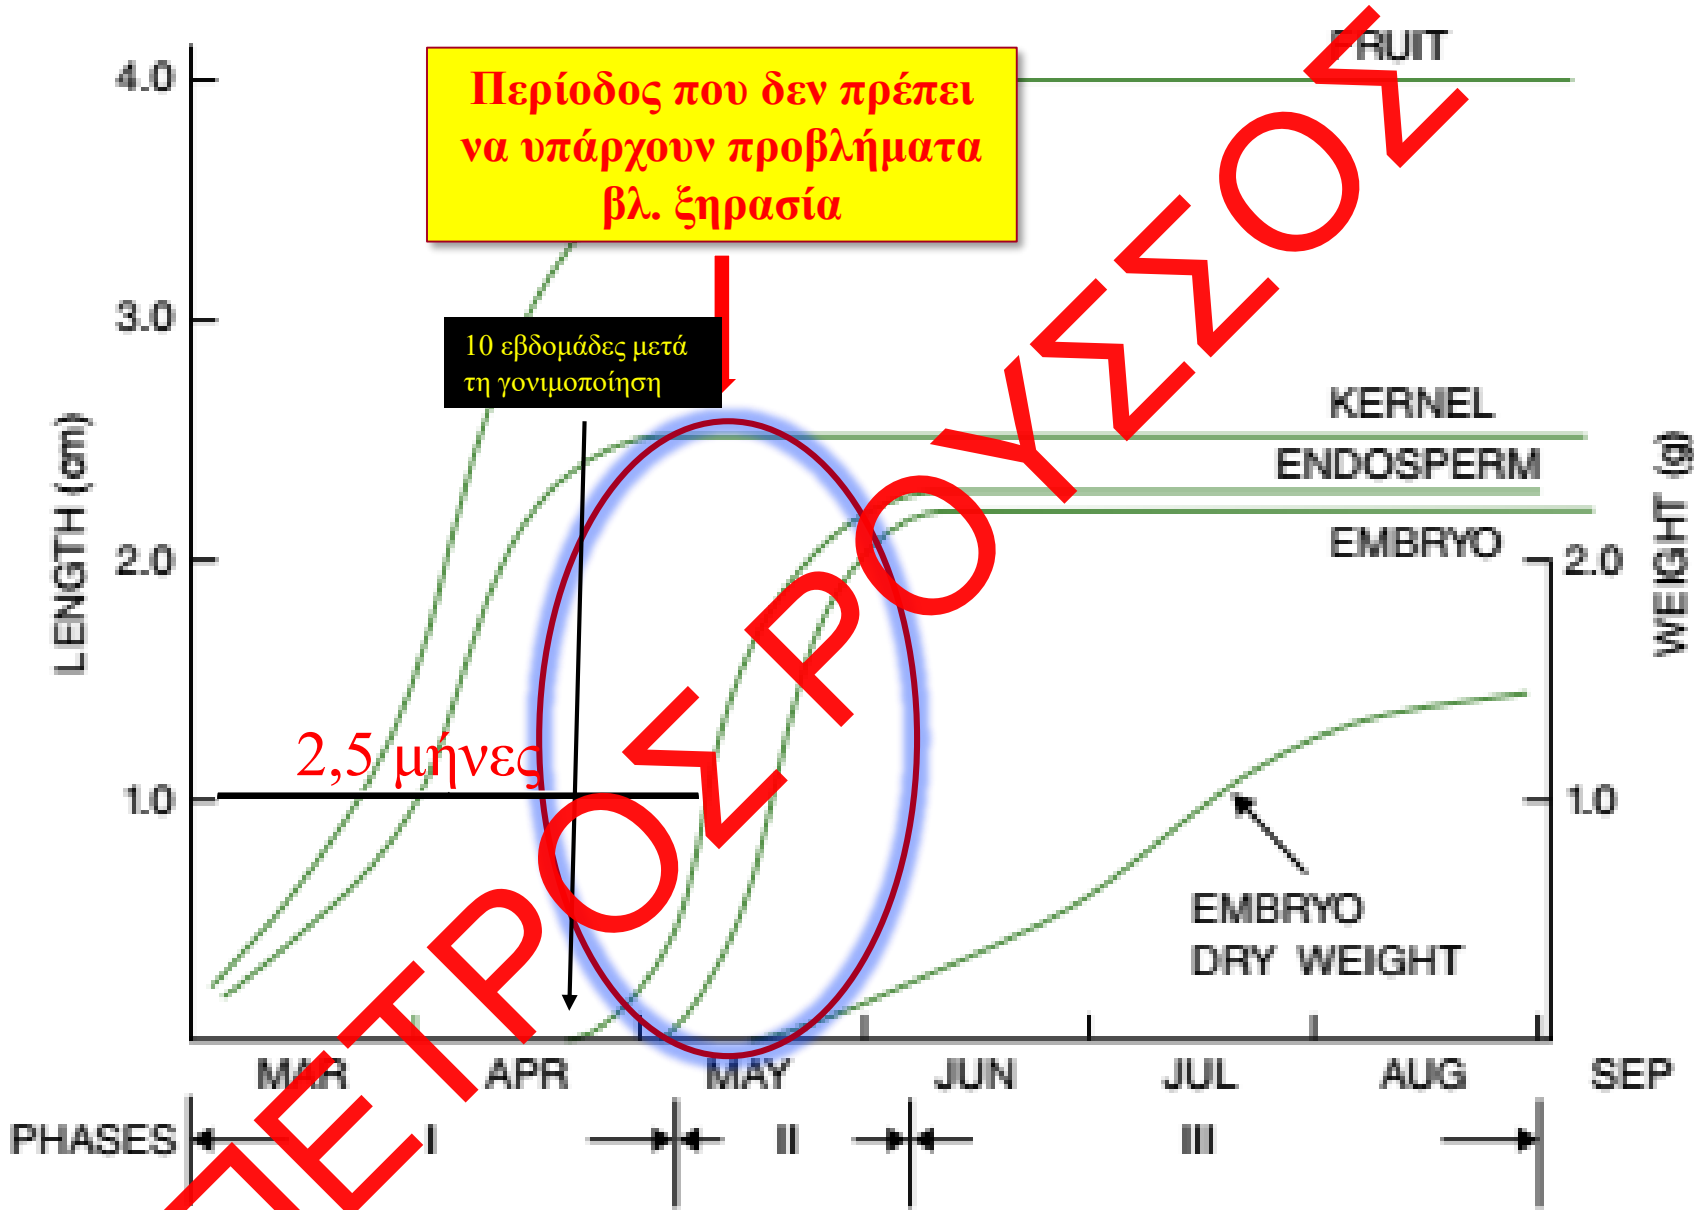 FRUIT
4.0
Περίοδος που δεν πρέπει
να υπάρχουν προβλήματα
βλ. ξηρασία
3.0
10 εβδομάδες μετά
τη γονιμοποίηση
KERNEL
ENDOSPERM
EMBRYO
LENGTH (cm)
WEIGHT (g)
2.0
2.0
2,5 μήνες
1.0
1.0
EMBRYO
DRY WEIGHT
MAR APR MAY JUN JUL AUG SEP
PHASES I II III
ΠΕΤΡΟΣ ΡΟΥΣΣΟΣ